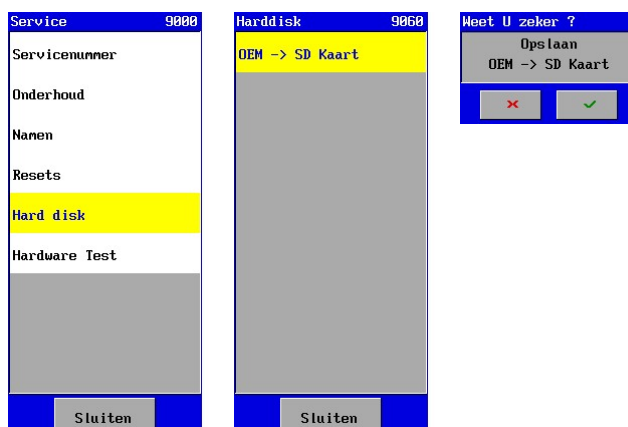 Service 9000
Servicenummer
Onderhoud
Namen
Resets
Hard disk
Hardware Test
Sluiten
Harddisk 9060
OEM -> SD Kaart
Sluiten
Weet U zeker ?
Opslaan
OEM -> SD Kaart